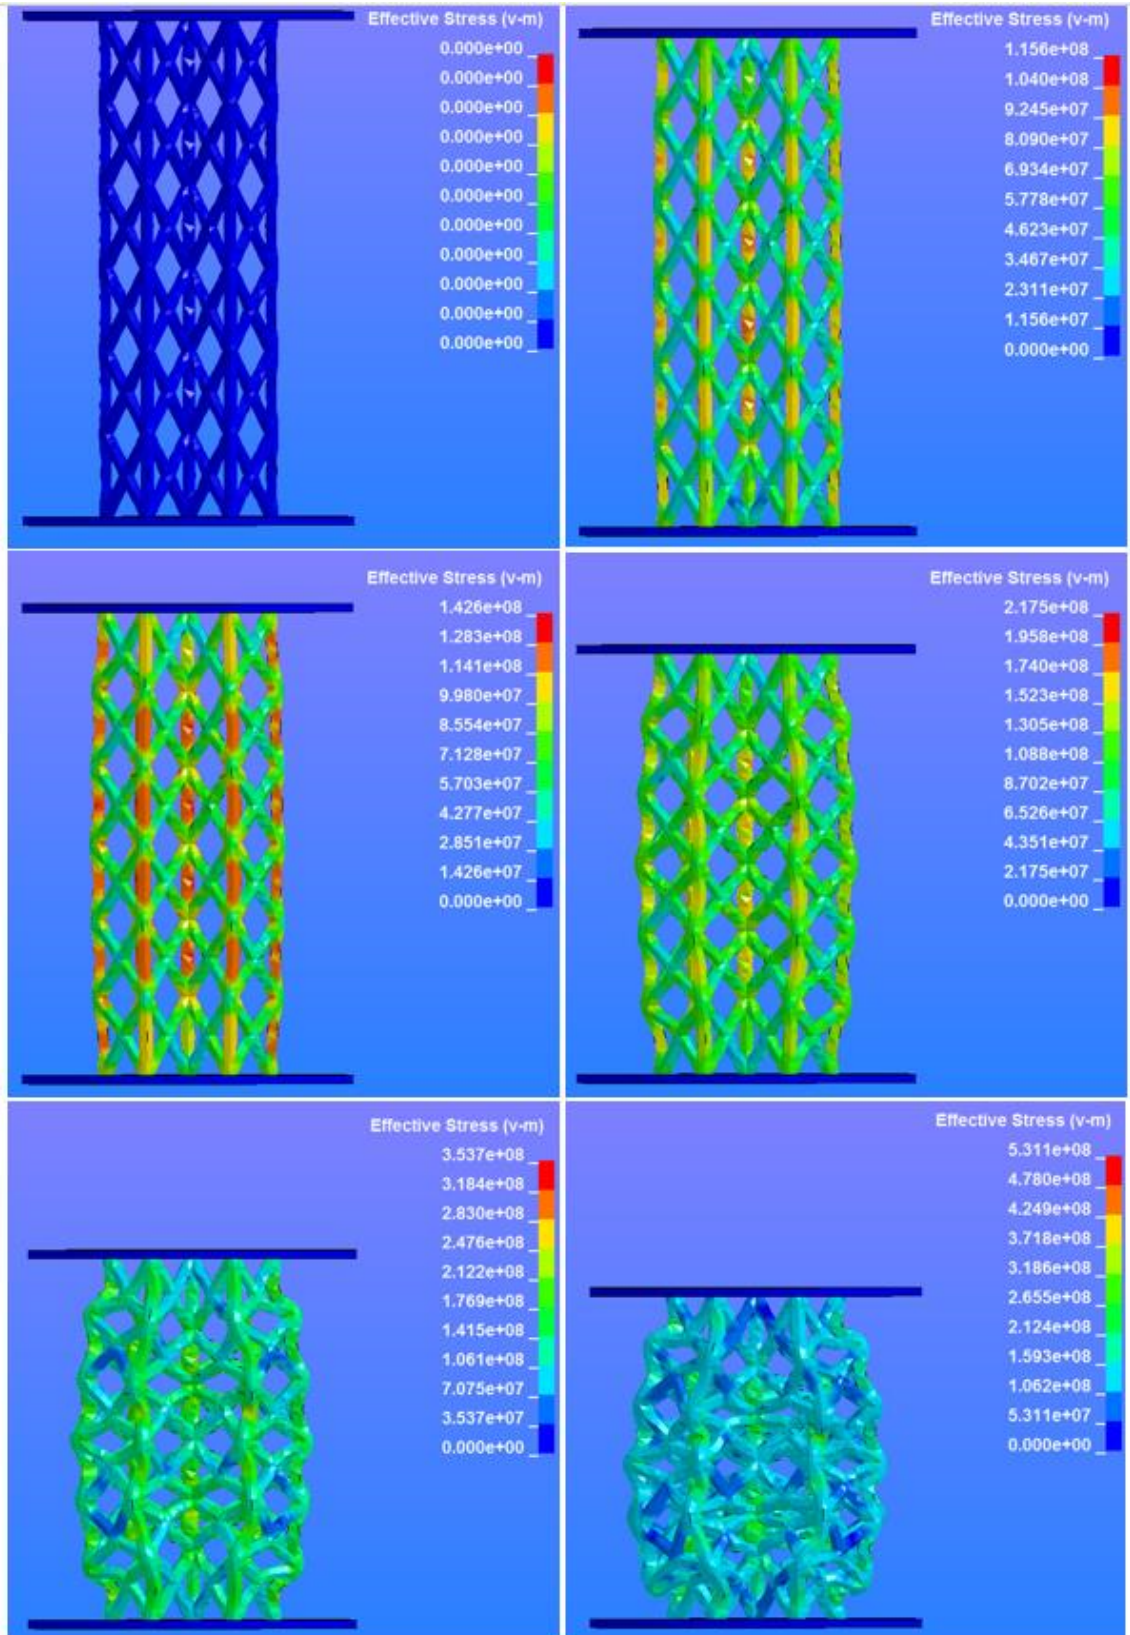 Effective Stress (v-m)
0.000e+00
0.000e+00
0.000e+00
0.000e+00
0.000e+00
0.000e+00
0.000e+00
0.000e+00
0.000e+00
0.000e+00
0.000e+00
Effective Stress (v-m)
1.156e+08
1.040e+08
9.245e+07
8.090e+07
6.934e+07
5.778e+07
4.623e+07
3.467e+07
2.311e+07
1.156e+07
0.000e+00
Effective Stress (v-m)
1.426e+08
1.283e+08
1.141e+08
9.980e+07
8.554e+07
7.128e+07
5.703e+07
4.277e+07
2.851e+07
1.426e+07
0.000e+00
Effective Stress (v-m)
2.175e+08
1.958e+08
1.740e+08
1.523e+08
1.305e+08
1.088e+08
8.702e+07
6.526e+07
4.351e+07
2.175e+07
0.000e+00
Effective Stress (v-m)
3.537e+08
3.184e+08
2.830e+08
2.476e+08
2.122e+08
1.769e+08
1.415e+08
1.061e+08
7.075e+07
3.537e+07
0.000e+00
Effective Stress (v-m)
5.311e+08
4.780e+08
4.249e+08
3.718e+08
3.186e+08
2.655e+08
2.124e+08
1.593e+08
1.062e+08
5.311e+07
0.000e+00